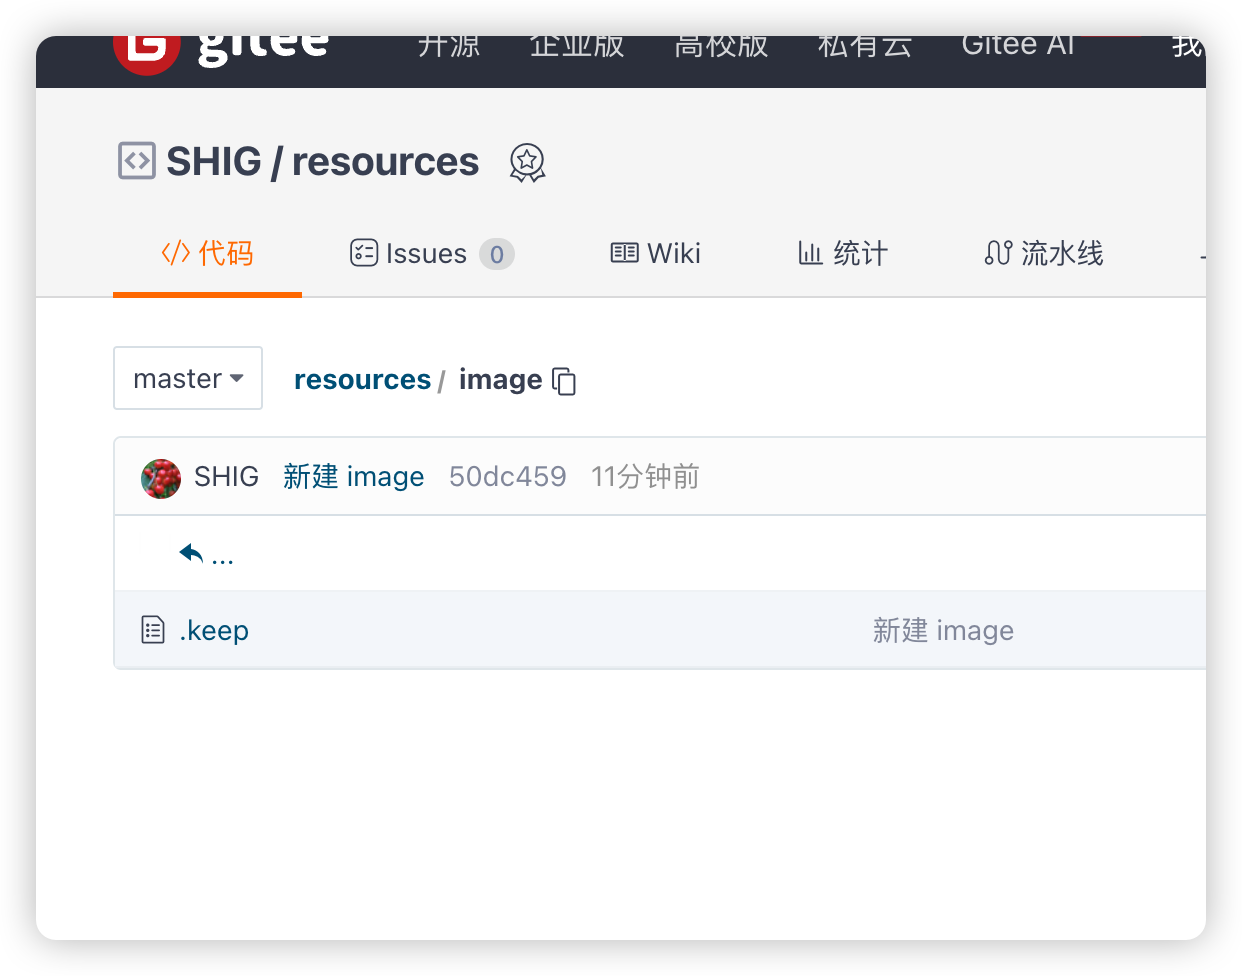 gitee 开源 企业版 高校版 私有云 Gitee AI 我
SHIG / resources
代码 Issues 0 Wiki 统计 流水线
master resources / image
SHIG 新建 image 50dc459 11分钟前
...
.keep 新建 image